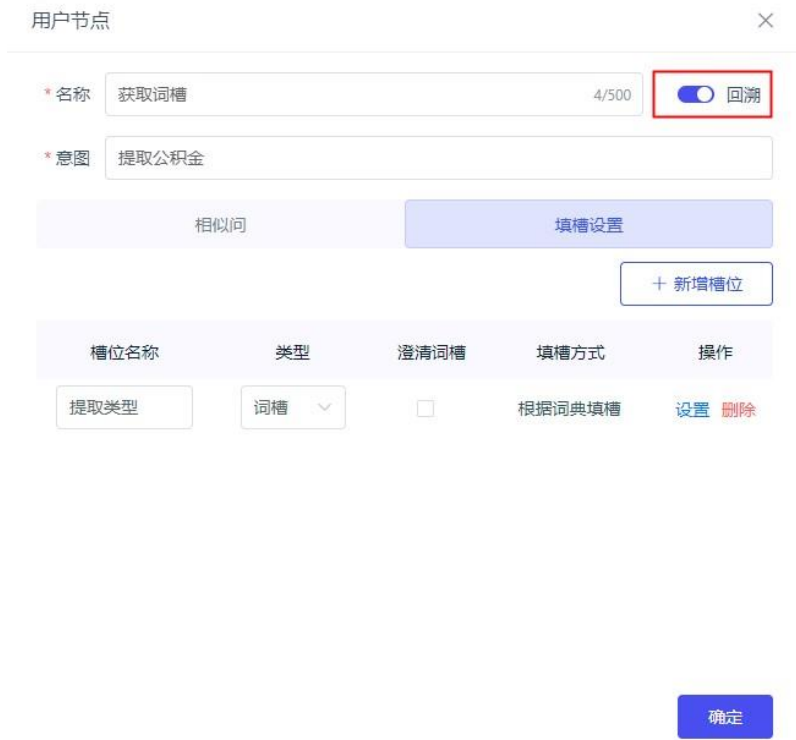 用户节点
* 名称 获取词槽 4/500 回溯
* 意图 提取公积金
相似问 填槽设置
+ 新增槽位
槽位名称 类型 澄清词槽 填槽方式 操作
提取类型 词槽 根据词典填槽 设置 删除
确定